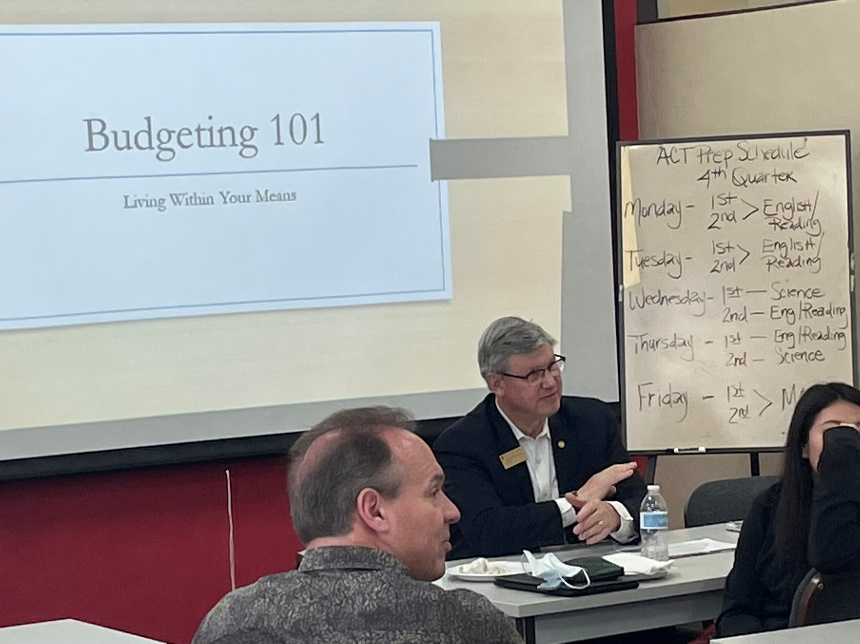 Budgeting 101
Living Within Your Means
ACT Prep Schedule
4th Quarter
Monday - 1st > English/
2nd Reading
Tuesday - 1st > English/
2nd Reading
Wednesday - 1st — Science
2nd — Eng/Reading
Thursday - 1st — Eng/Reading
2nd — Science
Friday - 1st >
2nd